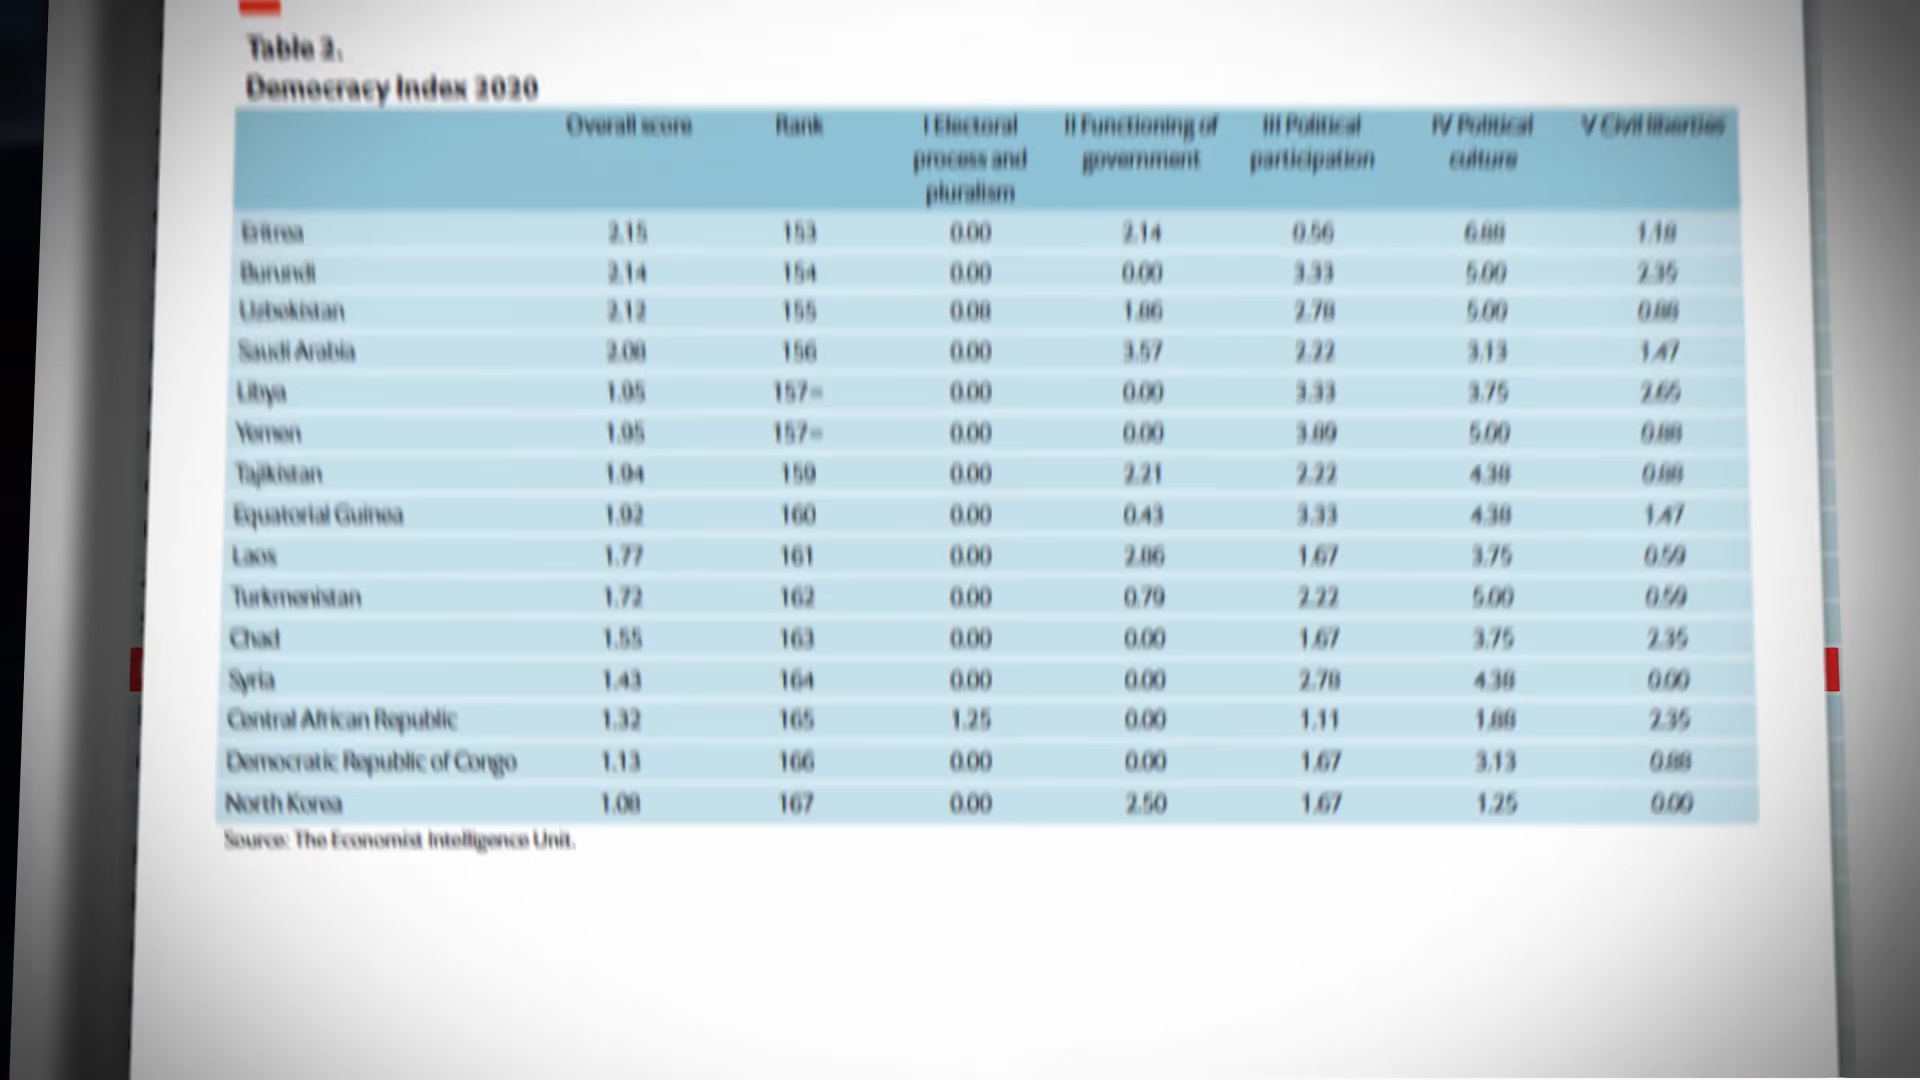 Table 2.
Democracy Index 2020
Overall score Rank I Electoral process and pluralism II Functioning of government III Political participation IV Political culture V Civil liberties
Eritrea 2.15 153 0.00 2.14 0.56 6.88 1.18
Burundi 2.14 154 0.00 0.00 3.33 5.00 2.35
Uzbekistan 2.12 155 0.08 1.86 2.78 5.00 0.88
Saudi Arabia 2.08 156 0.00 3.57 2.22 3.13 1.47
Libya 1.95 157= 0.00 0.00 3.33 3.75 2.65
Yemen 1.95 157= 0.00 0.00 3.89 5.00 0.88
Tajikistan 1.94 159 0.00 2.21 2.22 4.38 0.88
Equatorial Guinea 1.92 160 0.00 0.43 3.33 4.38 1.47
Laos 1.77 161 0.00 2.86 1.67 3.75 0.59
Turkmenistan 1.72 162 0.00 0.79 2.22 5.00 0.59
Chad 1.55 163 0.00 0.00 1.67 3.75 2.35
Syria 1.43 164 0.00 0.00 2.78 4.38 0.00
Central African Republic 1.32 165 1.25 0.00 1.11 1.88 2.35
Democratic Republic of Congo 1.13 166 0.00 0.00 1.67 3.13 0.88
North Korea 1.08 167 0.00 2.50 1.67 1.25 0.00
Source: The Economist Intelligence Unit.